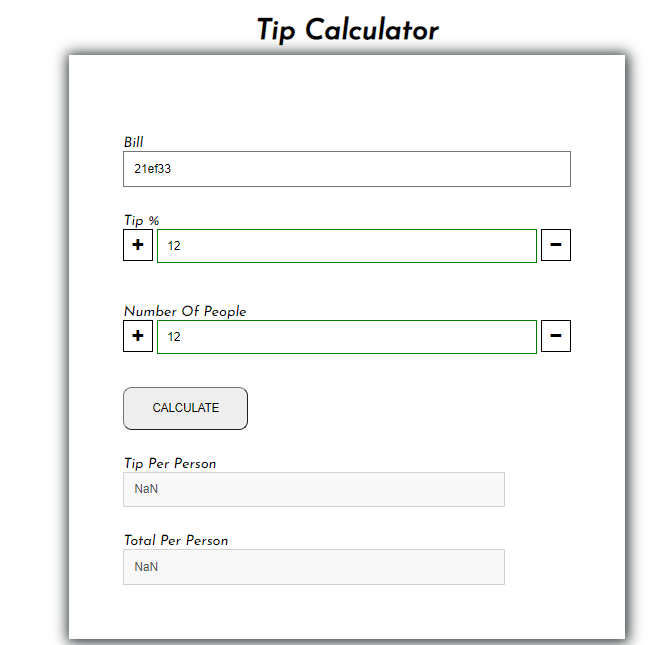 Tip Calculator
Bill
21ef33
Tip %
+ 12 −
Number Of People
+ 12 −
CALCULATE
Tip Per Person
NaN
Total Per Person
NaN